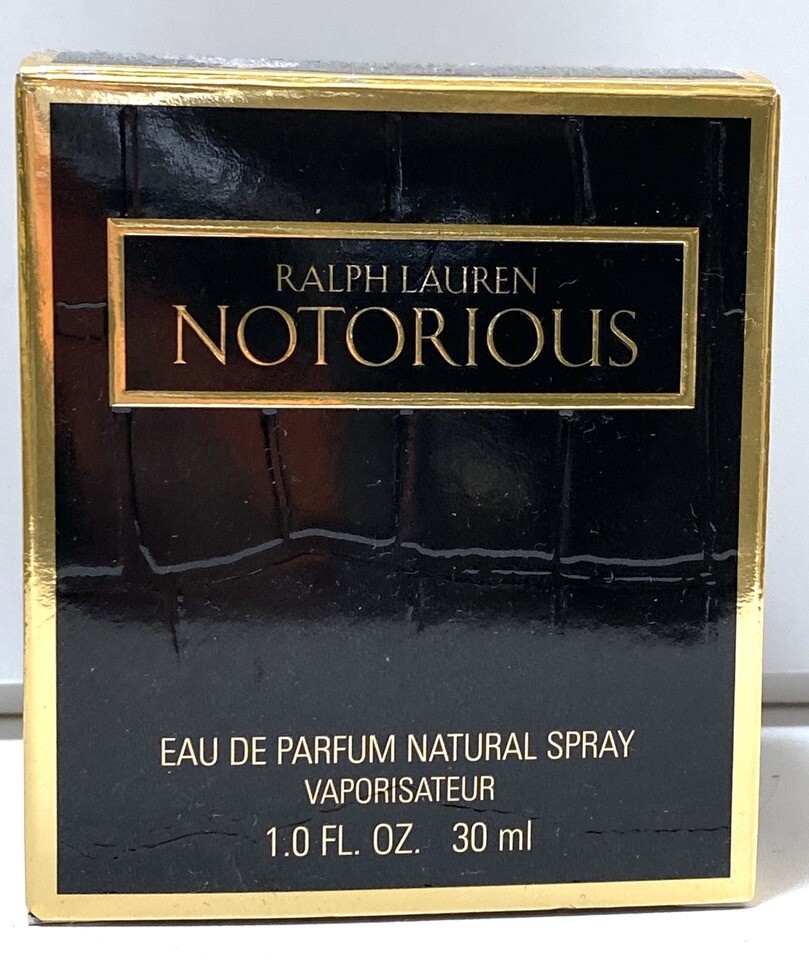 RALPH LAUREN
NOTORIOUS
EAU DE PARFUM NATURAL SPRAY
VAPORISATEUR
1.0 FL. OZ. 30 ml